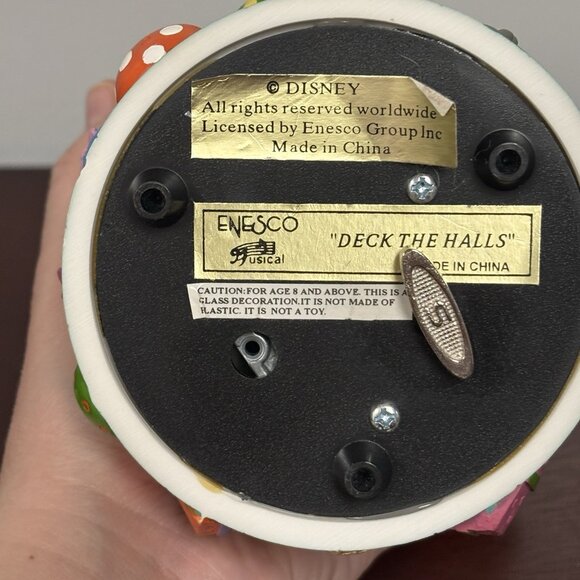 © DISNEY
All rights reserved worldwide
Licensed by Enesco Group Inc
Made in China
ENESCO
Musical
"DECK THE HALLS"
DE IN CHINA
CAUTION: FOR AGE 8 AND ABOVE. THIS IS A
GLASS DECORATION. IT IS NOT MADE OF
PLASTIC. IT IS NOT A TOY.
S